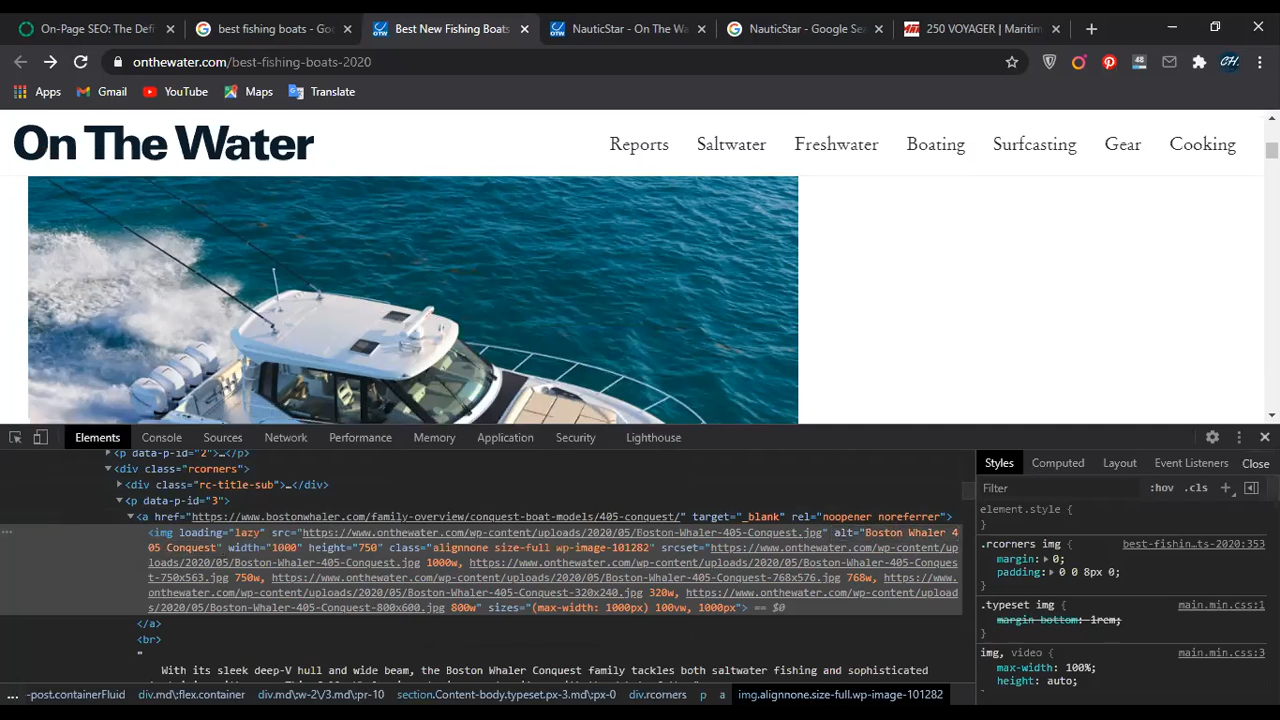 On-Page SEO: The Defi
best fishing boats - Goo
Best New Fishing Boats
NauticStar - On The Wa
NauticStar - Google Sea
250 VOYAGER | Maritim
onthewater.com/best-fishing-boats-2020
48
CH
Apps
Gmail
YouTube
Maps
Translate
On The Water
Reports
Saltwater
Freshwater
Boating
Surfcasting
Gear
Cooking
Elements
Console
Sources
Network
Performance
Memory
Application
Security
Lighthouse
<p data-p-id="2">…</p>
<div class="rcorners">
<div class="rc-title-sub">…</div>
<p data-p-id="3">
<a href="https://www.bostonwhaler.com/family-overview/conquest-boat-models/405-conquest/" target="_blank" rel="noopener noreferrer">
<img loading="lazy" src="https://www.onthewater.com/wp-content/uploads/2020/05/Boston-Whaler-405-Conquest.jpg" alt="Boston Whaler 4
05 Conquest" width="1000" height="750" class="alignnone size-full wp-image-101282" srcset="https://www.onthewater.com/wp-content/up
loads/2020/05/Boston-Whaler-405-Conquest.jpg 1000w, https://www.onthewater.com/wp-content/uploads/2020/05/Boston-Whaler-405-Conques
t-750x563.jpg 750w, https://www.onthewater.com/wp-content/uploads/2020/05/Boston-Whaler-405-Conquest-768x576.jpg 768w, https://www.
onthewater.com/wp-content/uploads/2020/05/Boston-Whaler-405-Conquest-320x240.jpg 320w, https://www.onthewater.com/wp-content/upload
s/2020/05/Boston-Whaler-405-Conquest-800x600.jpg 800w" sizes="(max-width: 1000px) 100vw, 1000px"> == $0
</a>
<br>
"
With its sleek deep-V hull and wide beam, the Boston Whaler Conquest family tackles both saltwater fishing and sophisticated
... -post.containerFluid
div.md\:flex.container
div.md\:w-2\/3.md\:pr-10
section.Content-body.typeset.px-3.md\:px-0
div.rcorners
p
a
img.alignnone.size-full.wp-image-101282
Styles
Computed
Layout
Event Listeners
Close
Filter
:hov
.cls
+
element.style {
}
.rcorners img {
best-fishin…ts-2020:353
margin: 0;
padding: 0 0 8px 0;
}
.typeset img {
main.min.css:1
margin-bottom: 1rem;
}
img, video {
main.min.css:3
max-width: 100%;
height: auto;